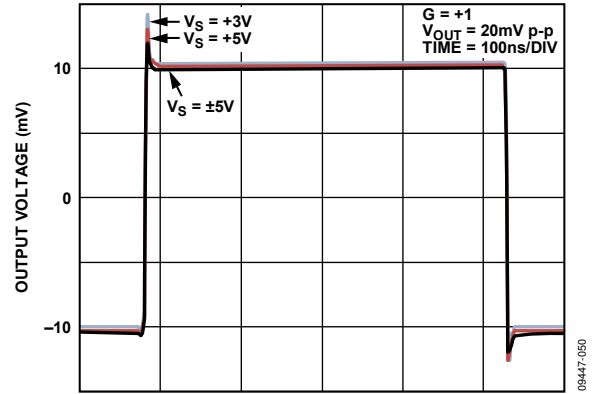 V_S = +3V
V_S = +5V
G = +1
V_OUT = 20mV p-p
TIME = 100ns/DIV
10
V_S = ±5V
OUTPUT VOLTAGE (mV)
0
–10
09447-050